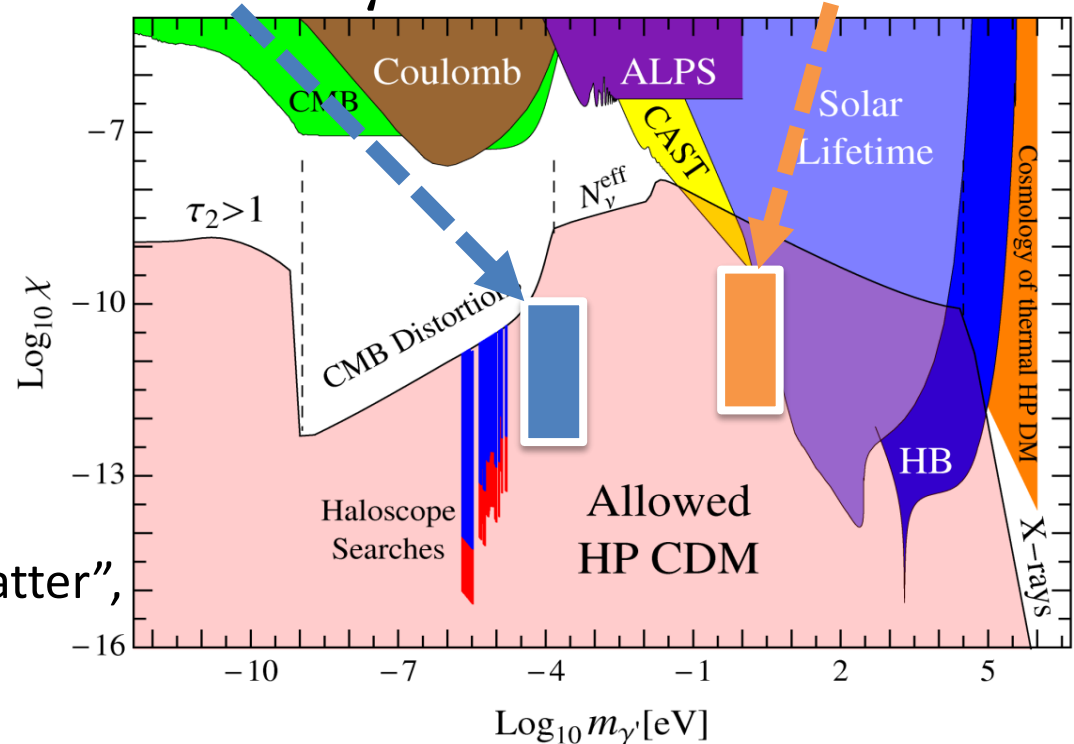 Coulomb
ALPS
CMB
Solar
Lifetime
CAST
−7
Cosmology of thermal HP DM
τ₂>1
N_ν^eff
−10
CMB Distortions
Log₁₀ χ
HB
−13
Haloscope
Searches
Allowed
HP CDM
X−rays
atter”,
−16
−10
−7
−4
−1
2
5
Log₁₀ m_γ'[eV]